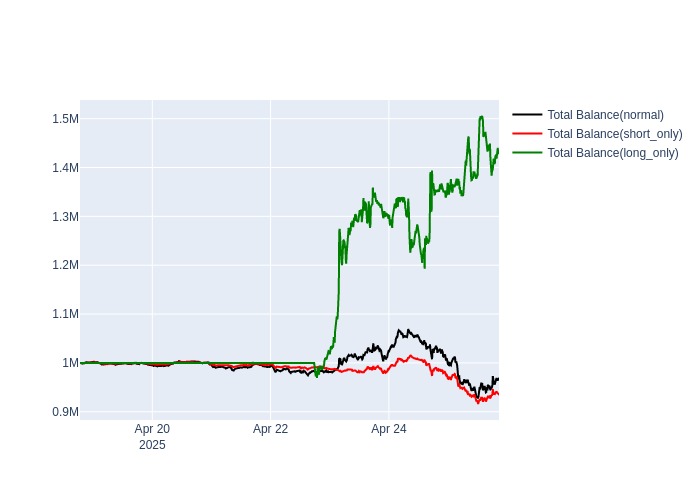 1.5M
1.4M
1.3M
1.2M
1.1M
1M
0.9M
Apr 20
2025
Apr 22
Apr 24
Total Balance(normal)
Total Balance(short_only)
Total Balance(long_only)